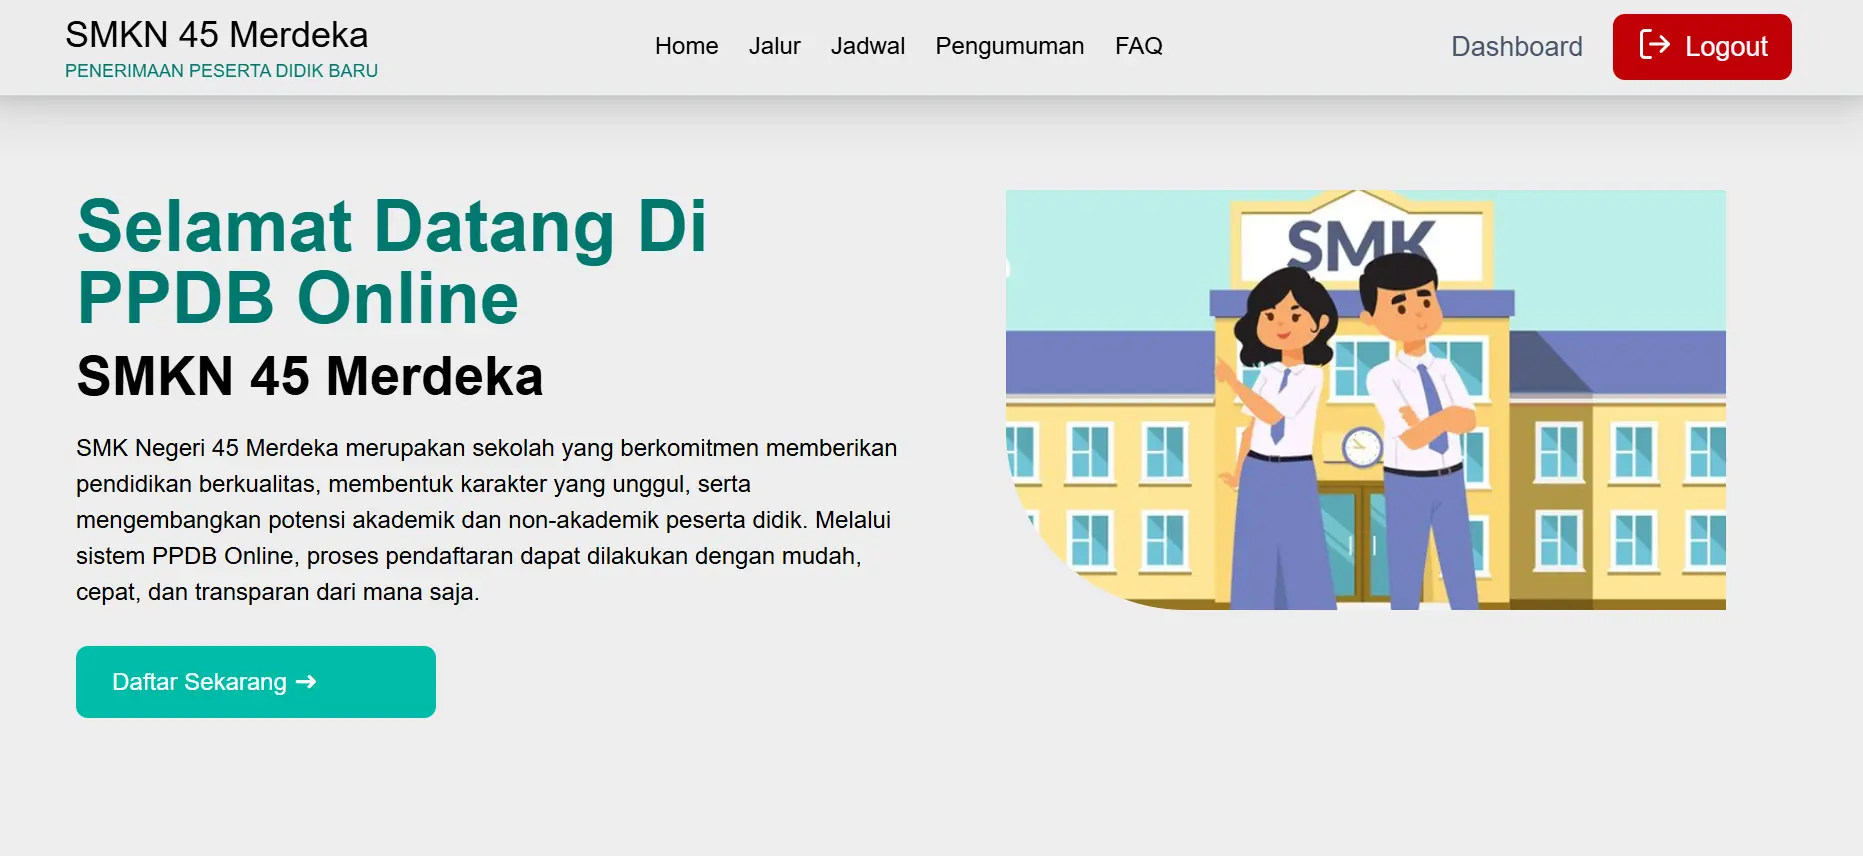 SMKN 45 Merdeka
PENERIMAAN PESERTA DIDIK BARU
Home
Jalur
Jadwal
Pengumuman
FAQ
Dashboard
Logout
Selamat Datang Di
PPDB Online
SMKN 45 Merdeka
SMK Negeri 45 Merdeka merupakan sekolah yang berkomitmen memberikan
pendidikan berkualitas, membentuk karakter yang unggul, serta
mengembangkan potensi akademik dan non-akademik peserta didik. Melalui
sistem PPDB Online, proses pendaftaran dapat dilakukan dengan mudah,
cepat, dan transparan dari mana saja.
Daftar Sekarang →
SMK